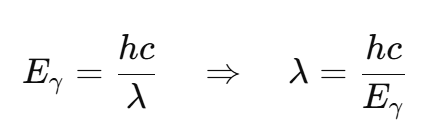 E_γ = hc/λ ⇒ λ = hc/E_γ